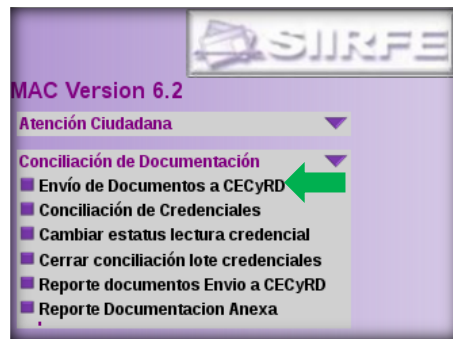 SIIRFE
MAC Version 6.2
Atención Ciudadana
Conciliación de Documentación
Envío de Documentos a CECyRD
Conciliación de Credenciales
Cambiar estatus lectura credencial
Cerrar conciliación lote credenciales
Reporte documentos Envio a CECyRD
Reporte Documentacion Anexa